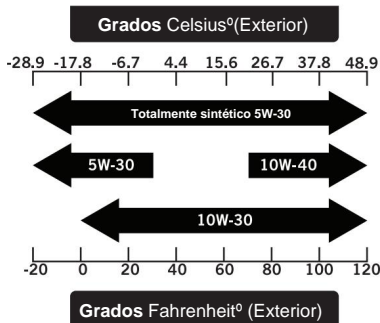 Grados Celsiusº(Exterior)
-28.9 -17.8 -6.7 4.4 15.6 26.7 37.8 48.9
Totalmente sintético 5W-30
5W-30 10W-40
10W-30
-20 0 20 40 60 80 100 120
Grados Fahrenheitº (Exterior)